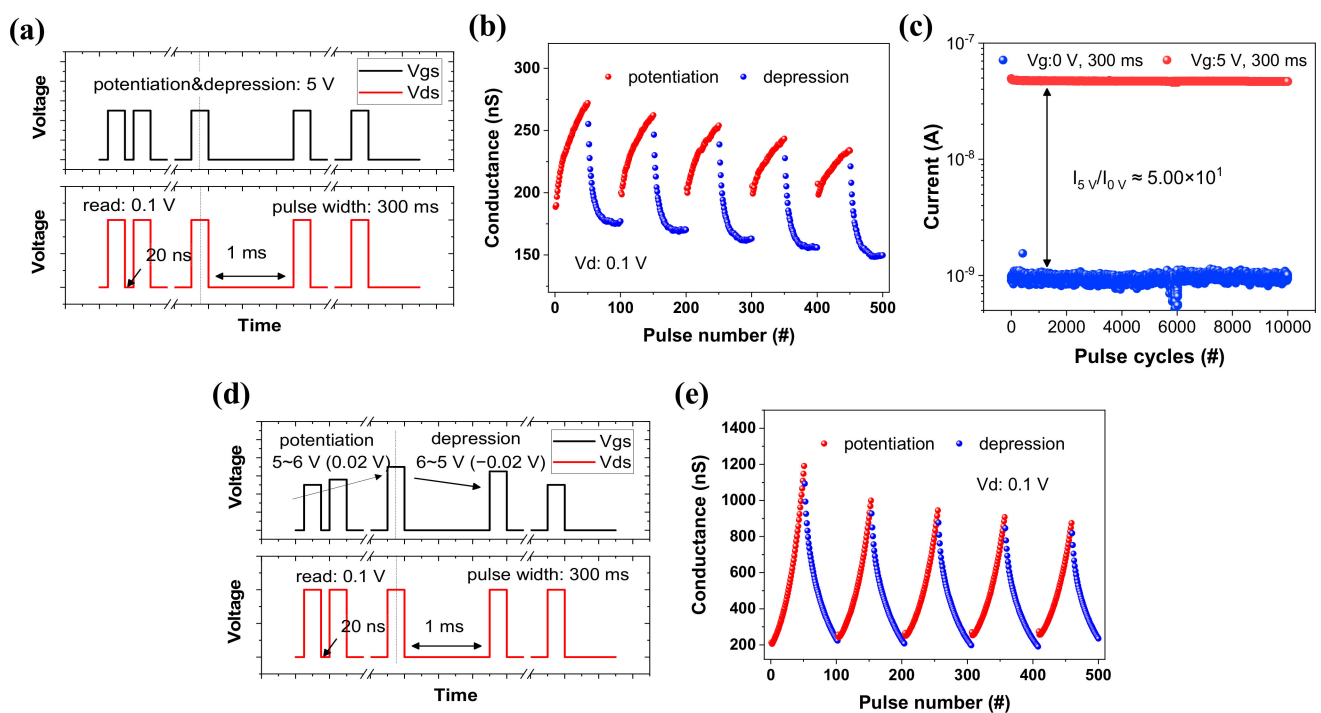 (a)
potentiation&depression: 5 V
Vgs
Vds
Voltage
read: 0.1 V
pulse width: 300 ms
20 ns
1 ms
Voltage
Time
(b)
potentiation
depression
300
250
200
150
Conductance (nS)
Vd: 0.1 V
0
100
200
300
400
500
Pulse number (#)
(c)
Vg:0 V, 300 ms
Vg:5 V, 300 ms
10⁻⁷
10⁻⁸
10⁻⁹
Current (A)
I₅ ᵥ/I₀ ᵥ ≈ 5.00×10¹
0
2000
4000
6000
8000
10000
Pulse cycles (#)
(d)
potentiation
5~6 V (0.02 V)
depression
6~5 V (−0.02 V)
Vgs
Vds
Voltage
read: 0.1 V
pulse width: 300 ms
20 ns
1 ms
Voltage
Time
(e)
potentiation
depression
1400
1200
1000
800
600
400
200
Conductance (nS)
Vd: 0.1 V
0
100
200
300
400
500
Pulse number (#)